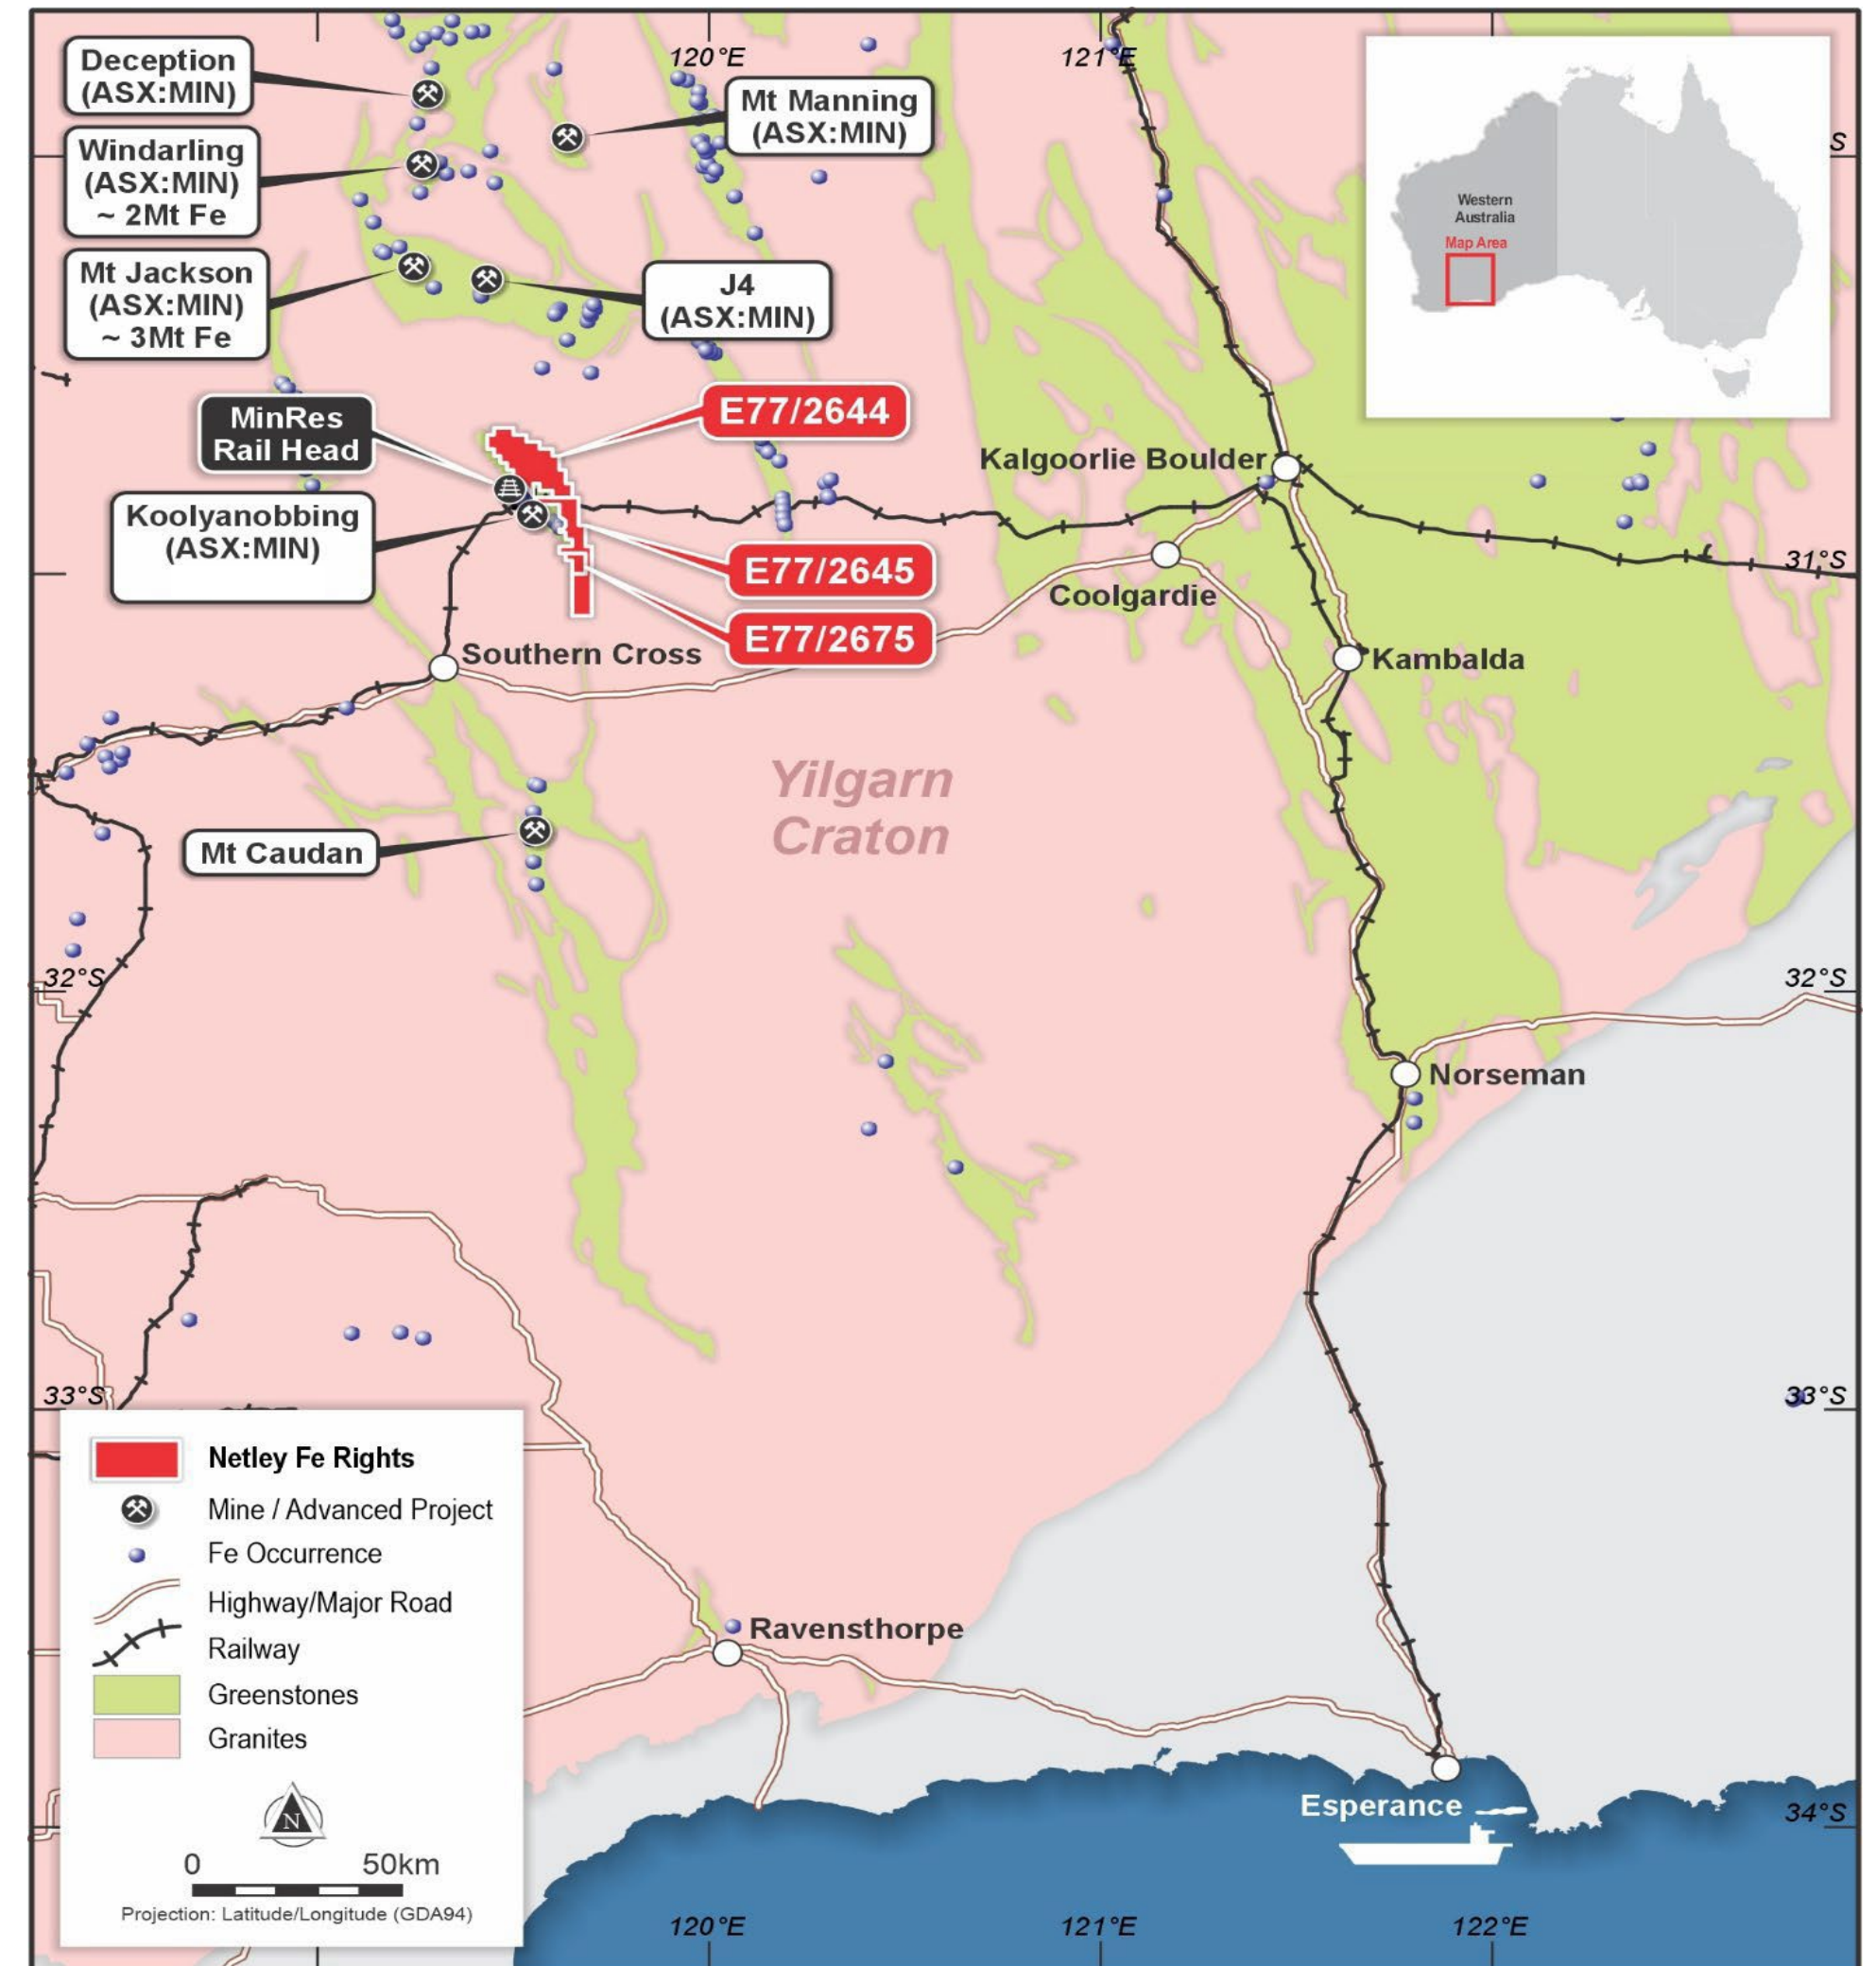 120°E
121°E
Deception
(ASX:MIN)
Mt Manning
(ASX:MIN)
Windarling
(ASX:MIN)
~ 2Mt Fe
S
Western
Australia
Map Area
Mt Jackson
(ASX:MIN)
~ 3Mt Fe
J4
(ASX:MIN)
MinRes
Rail Head
E77/2644
Kalgoorlie Boulder
Koolyanobbing
(ASX:MIN)
E77/2645
31°S
Coolgardie
E77/2675
Southern Cross
Kambalda
Yilgarn
Craton
Mt Caudan
32°S
32°S
Norseman
33°S
33°S
Netley Fe Rights
Mine / Advanced Project
Fe Occurrence
Highway/Major Road
Railway
Greenstones
Granites
N
0 50km
Projection: Latitude/Longitude (GDA94)
Ravensthorpe
Esperance
34°S
120°E
121°E
122°E